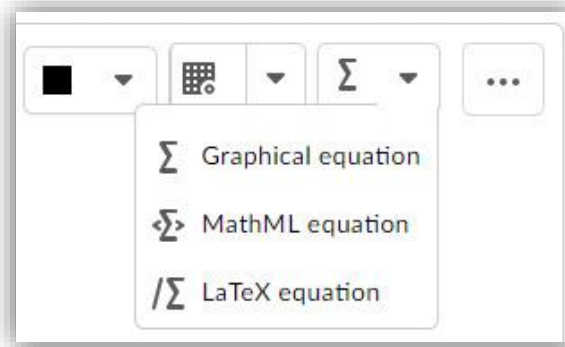 Σ
Σ Graphical equation
<Σ> MathML equation
/Σ LaTeX equation